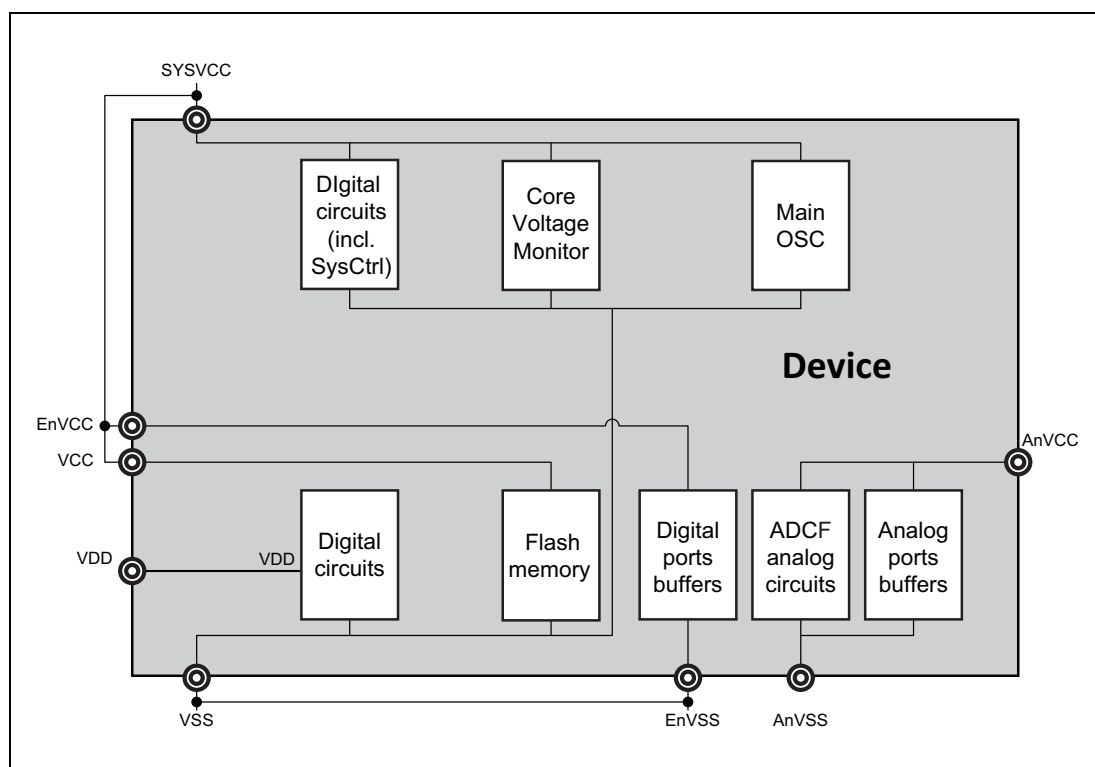 SYSVCC
DIgital
circuits
(incl.
SysCtrl)
Core
Voltage
Monitor
Main
OSC
Device
EnVCC
VCC
AnVCC
VDD
VDD
Digital
circuits
Flash
memory
Digital
ports
buffers
ADCF
analog
circuits
Analog
ports
buffers
VSS
EnVSS
AnVSS